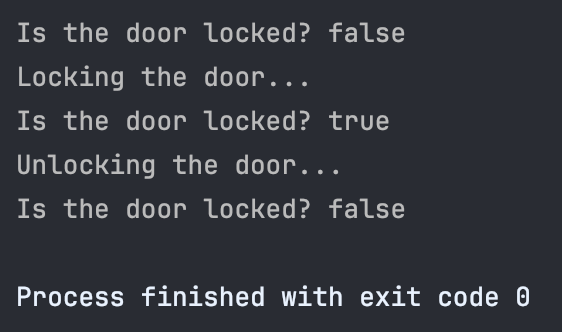 Is the door locked? false
Locking the door...
Is the door locked? true
Unlocking the door...
Is the door locked? false
Process finished with exit code 0